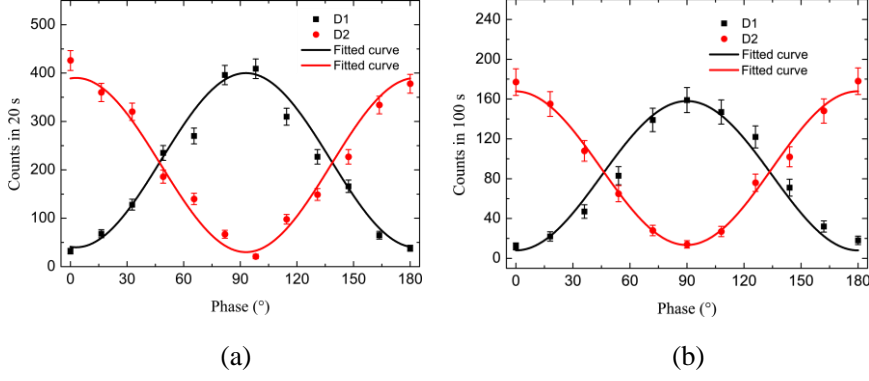 500
400
300
200
100
0
Counts in 20 s
0 30 60 90 120 150 180
Phase (°)
D1
D2
Fitted curve
Fitted curve
(a)
240
200
160
120
80
40
0
Counts in 100 s
0 30 60 90 120 150 180
Phase (°)
D1
D2
Fitted curve
Fitted curve
(b)